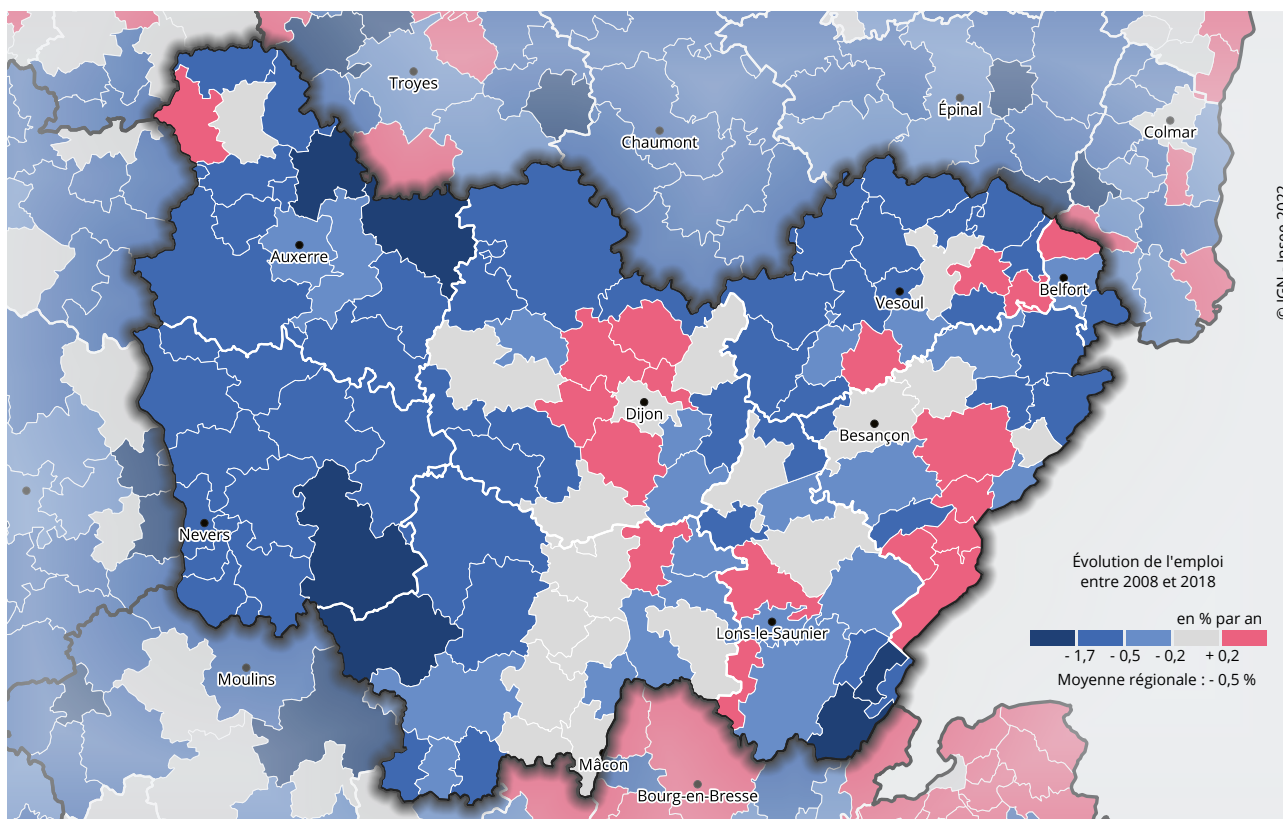 Troyes
Épinal
Chaumont
Colmar
© IGN - Insee 2022
Auxerre
Belfort
Vesoul
Dijon
Besançon
Nevers
Évolution de l'emploi
entre 2008 et 2018
en % par an
- 1,7 - 0,5 - 0,2 + 0,2
Moyenne régionale : - 0,5 %
Lons-le-Saunier
Moulins
Mâcon
Bourg-en-Bresse